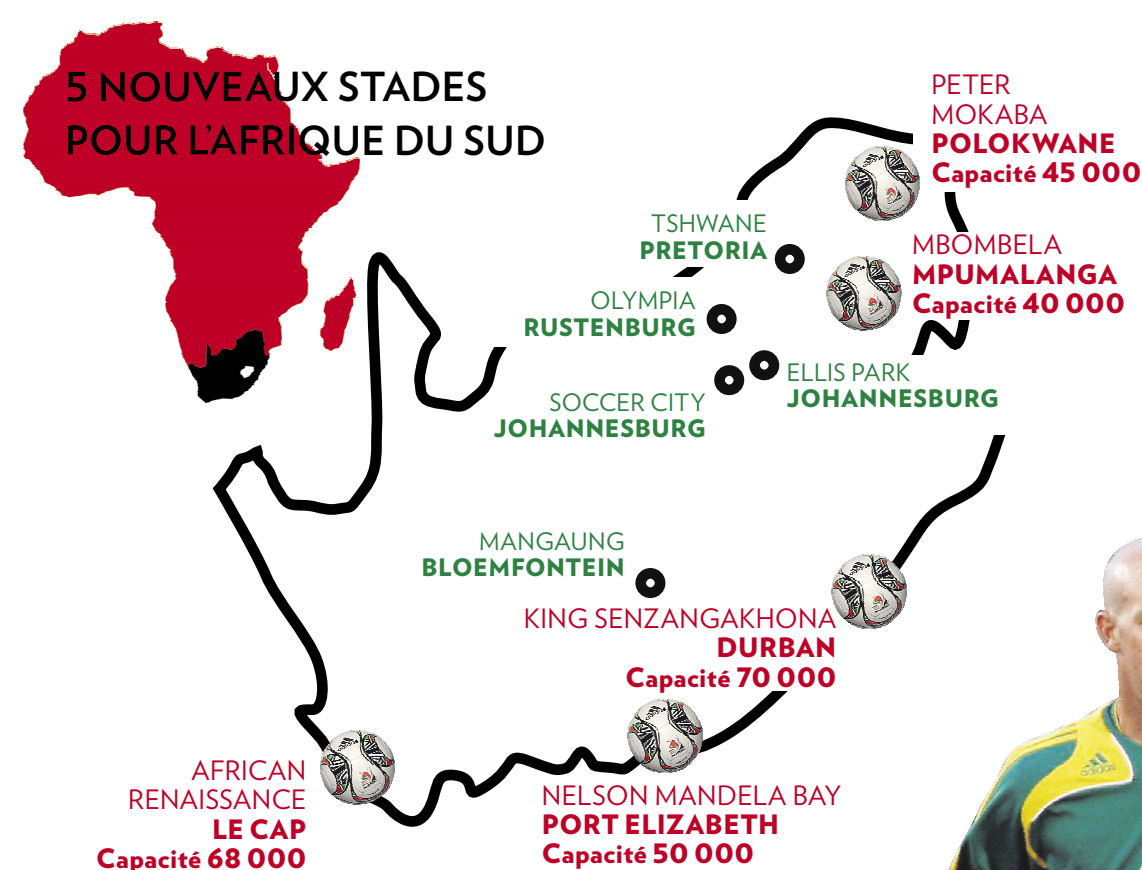 5 NOUVEAUX STADES
POUR L'AFRIQUE DU SUD
PETER
MOKABA
POLOKWANE
Capacité 45 000
TSHWANE
PRETORIA
MBOMBELA
MPUMALANGA
Capacité 40 000
OLYMPIA
RUSTENBURG
ELLIS PARK
JOHANNESBURG
SOCCER CITY
JOHANNESBURG
MANGAUNG
BLOEMFONTEIN
KING SENZANGAKHONA
DURBAN
Capacité 70 000
AFRICAN
RENAISSANCE
LE CAP
Capacité 68 000
NELSON MANDELA BAY
PORT ELIZABETH
Capacité 50 000
adidas